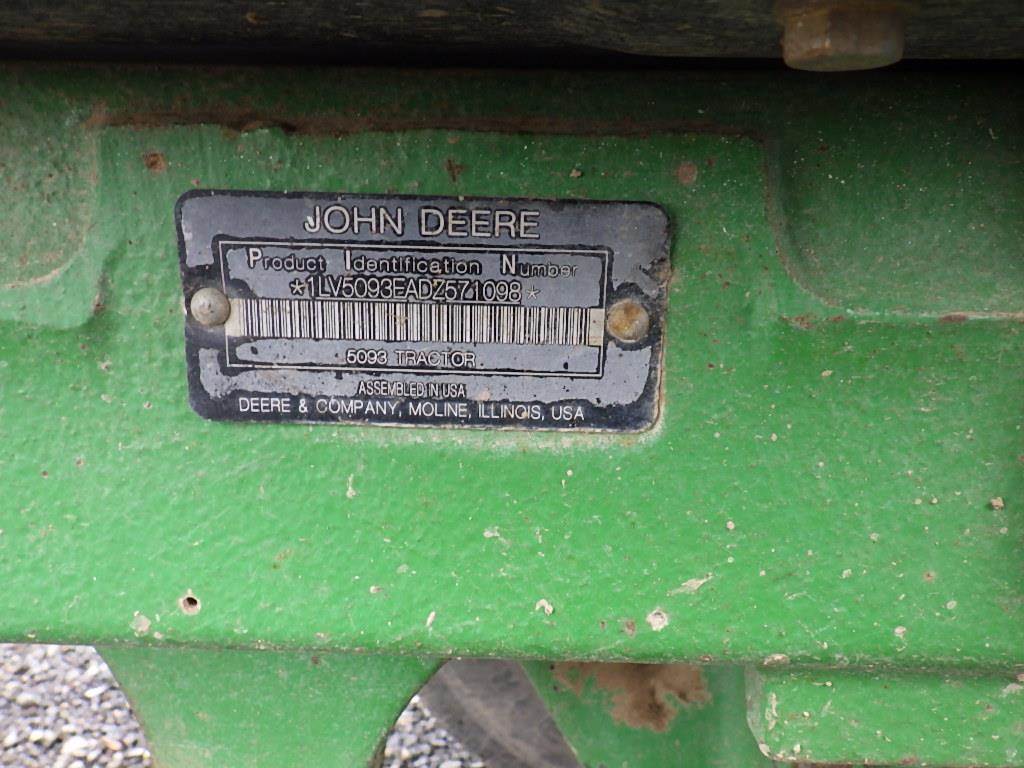 JOHN DEERE
Product Identification Number
*1LV5093EADZ571098*
5093 TRACTOR
ASSEMBLED IN USA
DEERE & COMPANY, MOLINE, ILLINOIS, USA